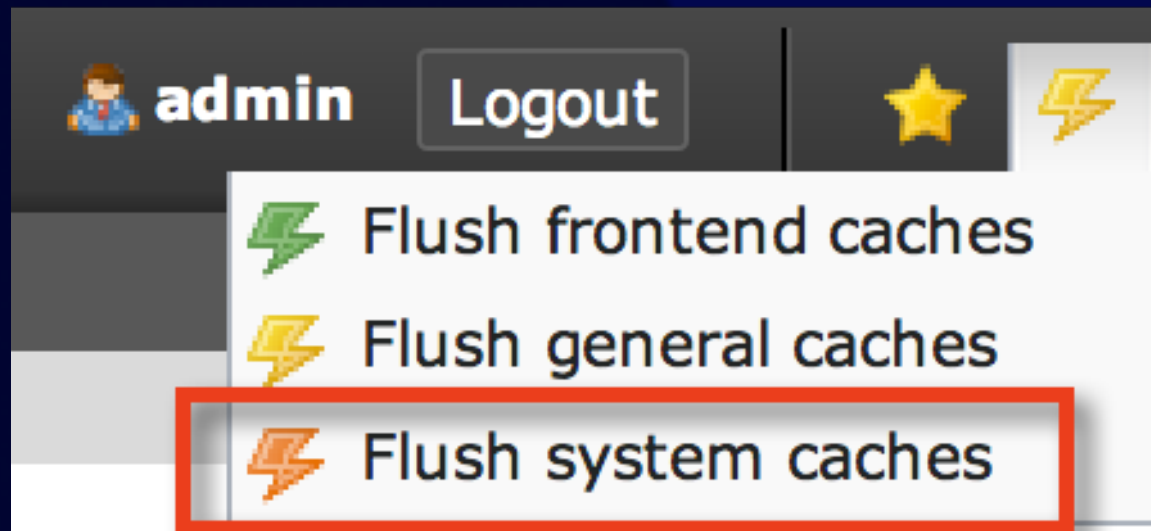 admin Logout
Flush frontend caches
Flush general caches
Flush system caches